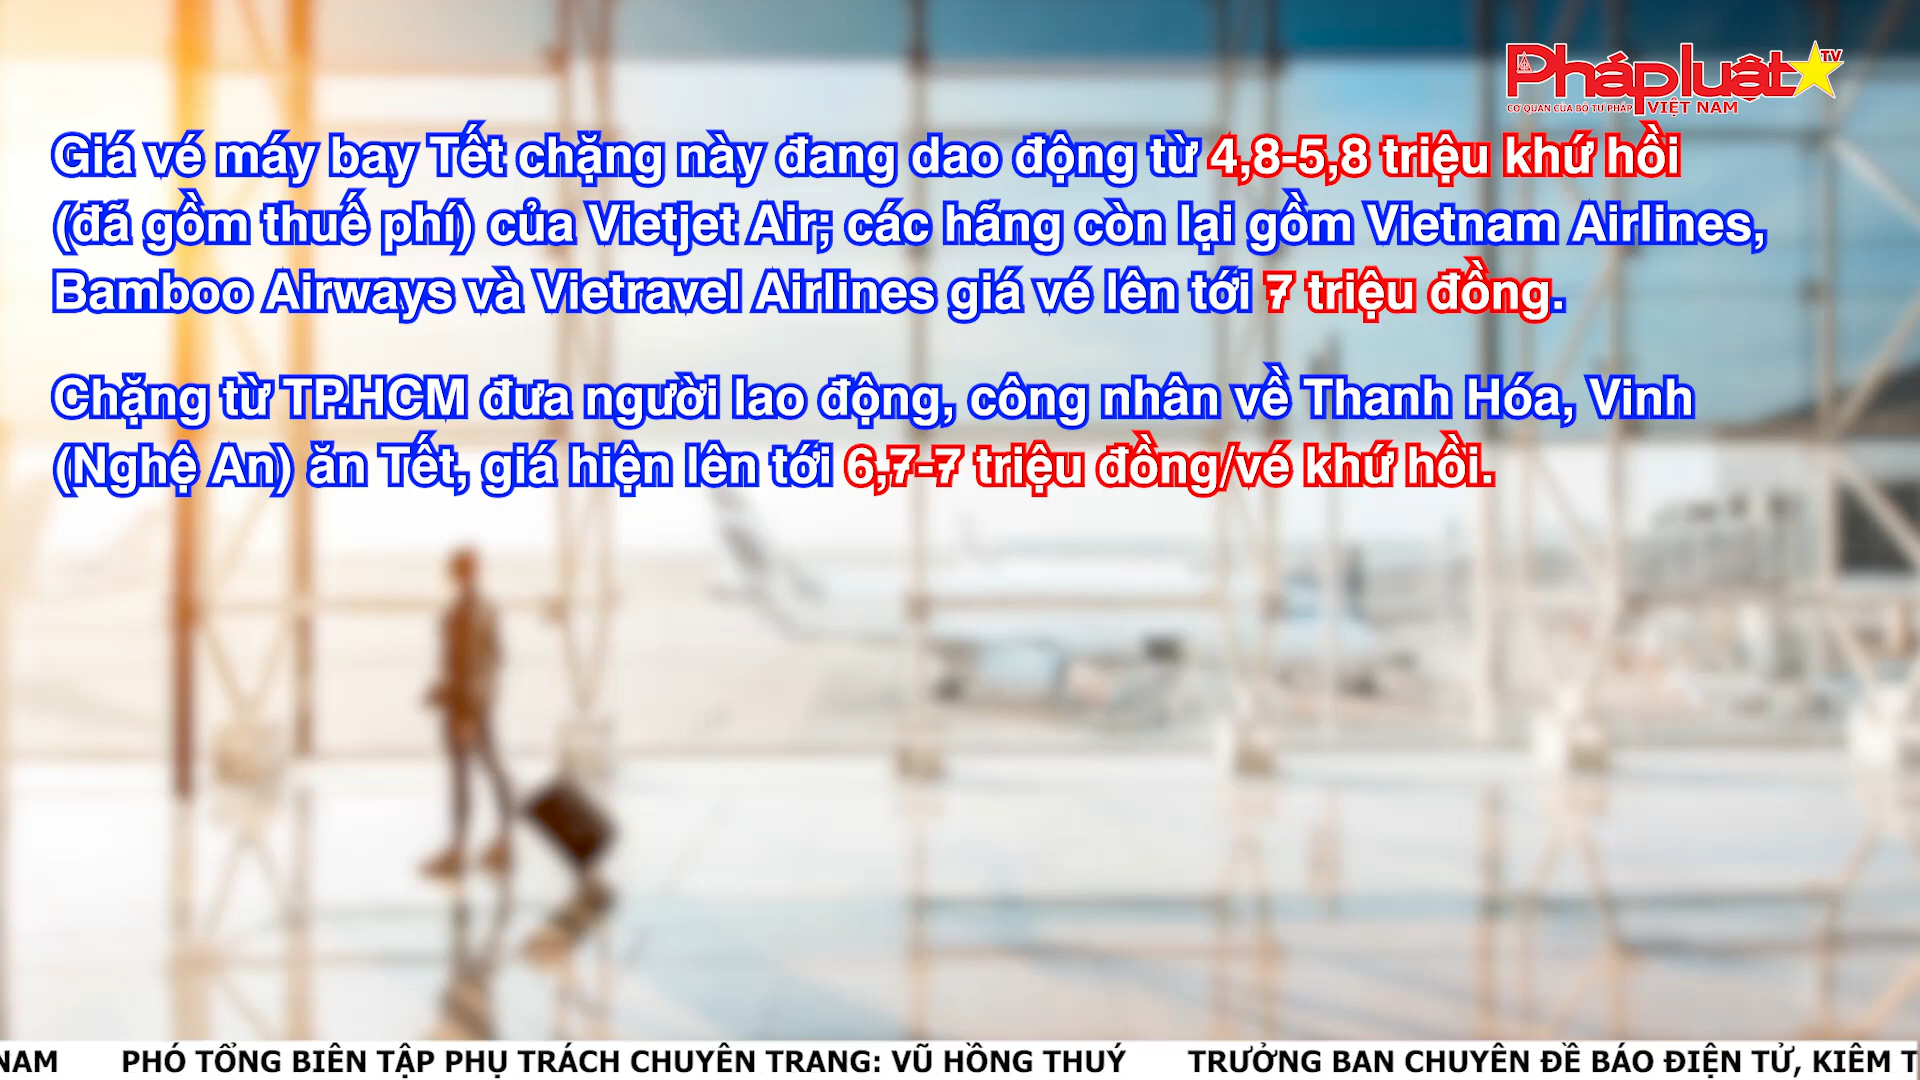 Pháp luật TV
CƠ QUAN CỦA BỘ TƯ PHÁP VIỆT NAM
Giá vé máy bay Tết chặng này đang dao động từ 4,8-5,8 triệu khứ hồi
(đã gồm thuế phí) của Vietjet Air; các hãng còn lại gồm Vietnam Airlines,
Bamboo Airways và Vietravel Airlines giá vé lên tới 7 triệu đồng.
Chặng từ TP.HCM đưa người lao động, công nhân về Thanh Hóa, Vinh
(Nghệ An) ăn Tết, giá hiện lên tới 6,7-7 triệu đồng/vé khứ hồi.
NAM PHÓ TỔNG BIÊN TẬP PHỤ TRÁCH CHUYÊN TRANG: VŨ HỒNG THUÝ TRƯỞNG BAN CHUYÊN ĐỀ BÁO ĐIỆN TỬ, KIÊM T